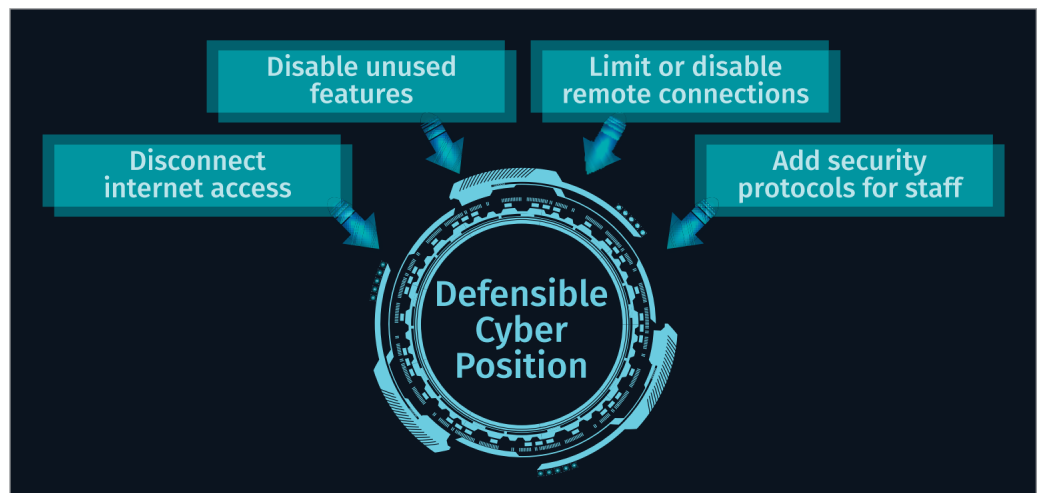 Disable unused
features
Limit or disable
remote connections
Disconnect
internet access
Add security
protocols for staff
Defensible
Cyber
Position